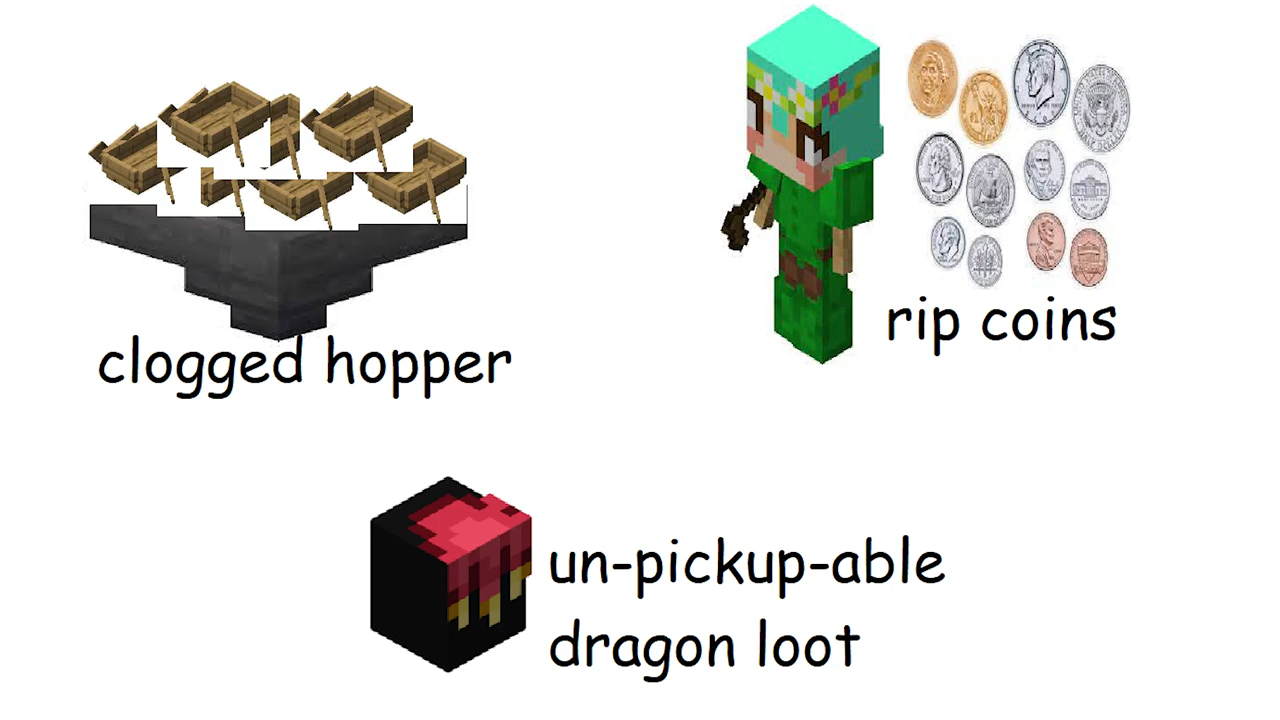 clogged hopper
rip coins
un-pickup-able
dragon loot